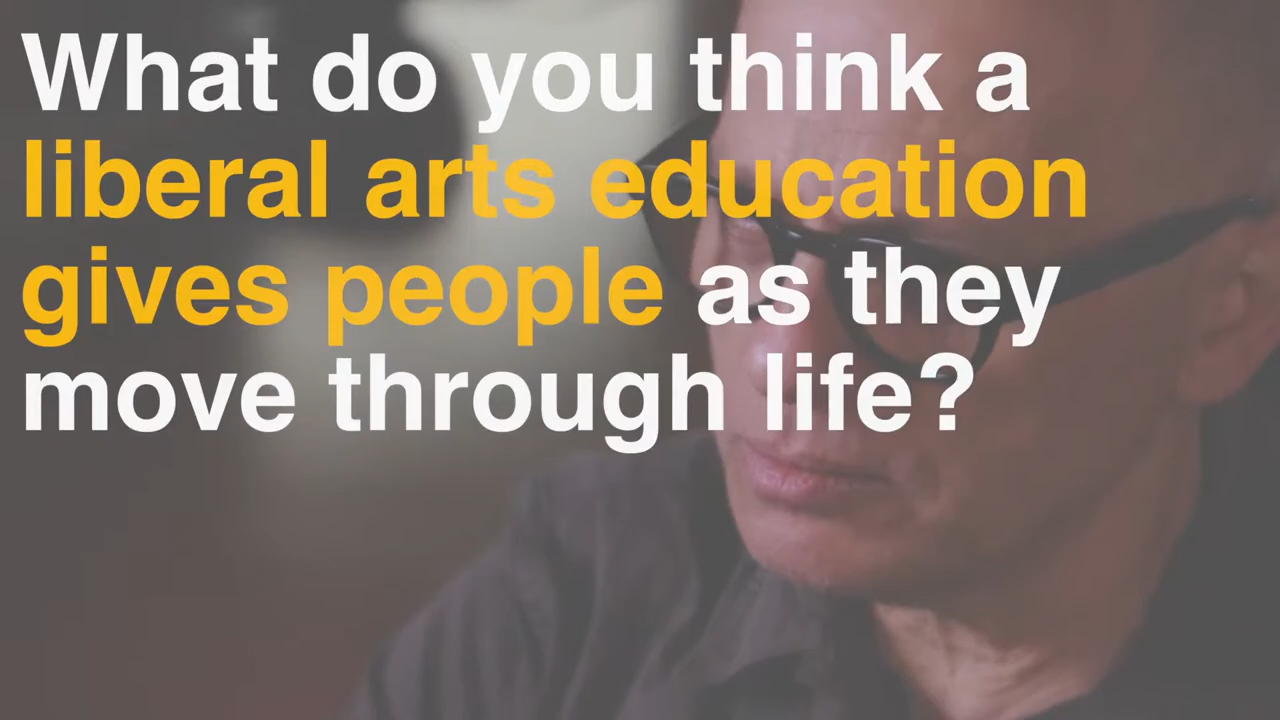 What do you think a
liberal arts education
gives people as they
move through life?